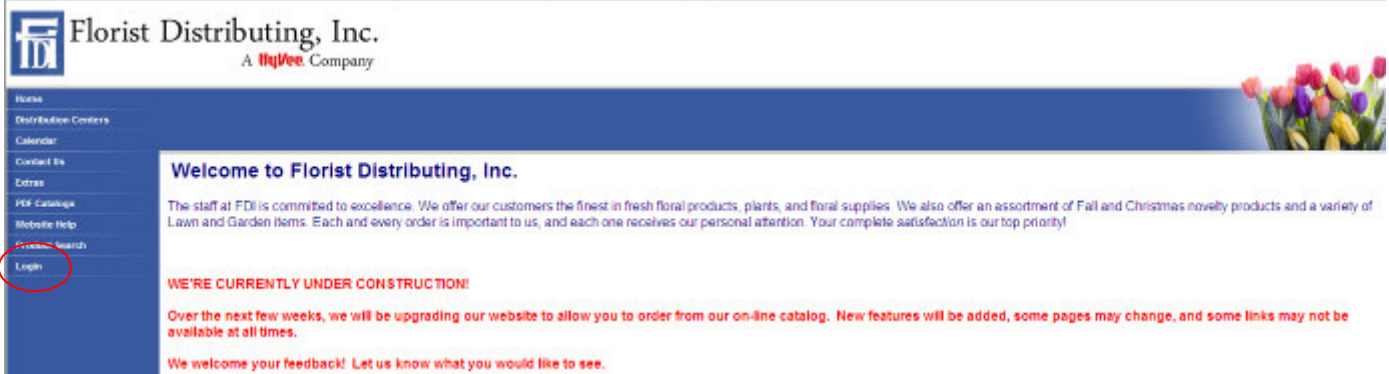 FDI
Florist Distributing, Inc.
A HyVee Company
Home
Distribution Centers
Calendar
Contact Us
Extras
PDF Catalogs
Website Help
Product Search
Login
Welcome to Florist Distributing, Inc.
The staff at FDI is committed to excellence. We offer our customers the finest in fresh floral products, plants, and floral supplies. We also offer an assortment of Fall and Christmas novelty products and a variety of
Lawn and Garden items. Each and every order is important to us, and each one receives our personal attention. Your complete satisfaction is our top priority!
WE'RE CURRENTLY UNDER CONSTRUCTION!
Over the next few weeks, we will be upgrading our website to allow you to order from our on-line catalog. New features will be added, some pages may change, and some links may not be
available at all times.
We welcome your feedback! Let us know what you would like to see.